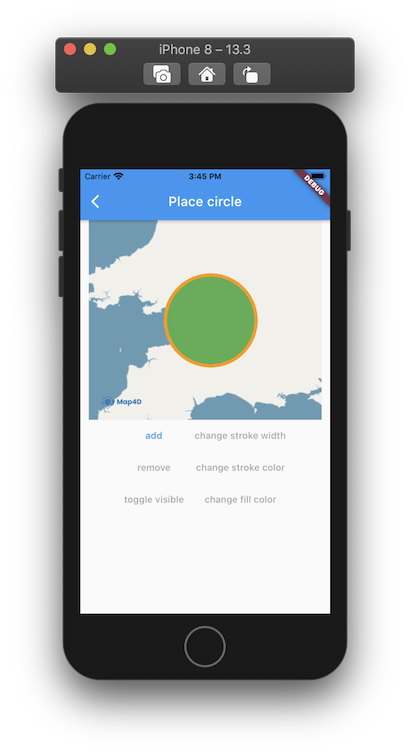 iPhone 8 – 13.3
Carrier 3:45 PM
DEBUG
Place circle
Map4D
add change stroke width
remove change stroke color
toggle visible change fill color